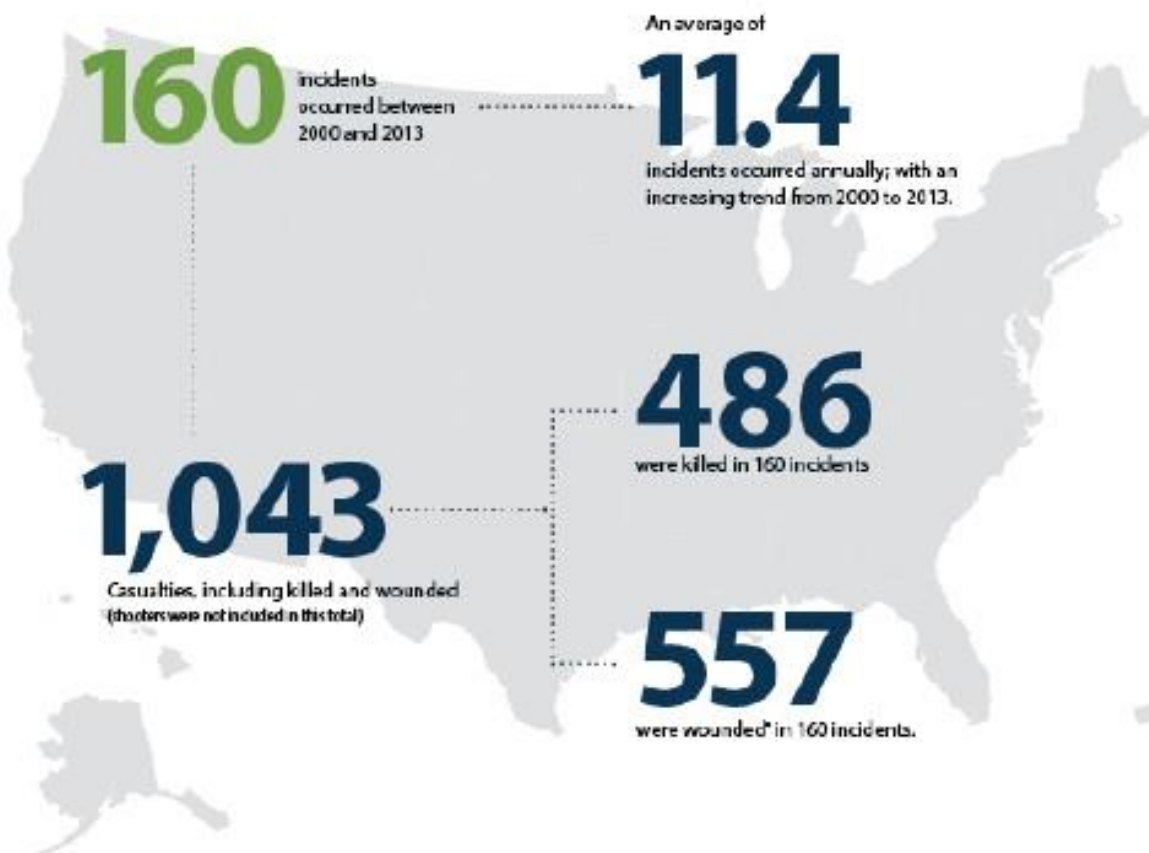 160
incidents
occurred between
2000 and 2013
An average of
11.4
incidents occurred annually; with an
increasing trend from 2000 to 2013.
1,043
Casualties, including killed and wounded
(shooters were not included in this total)
486
were killed in 160 incidents
557
were wounded* in 160 incidents.